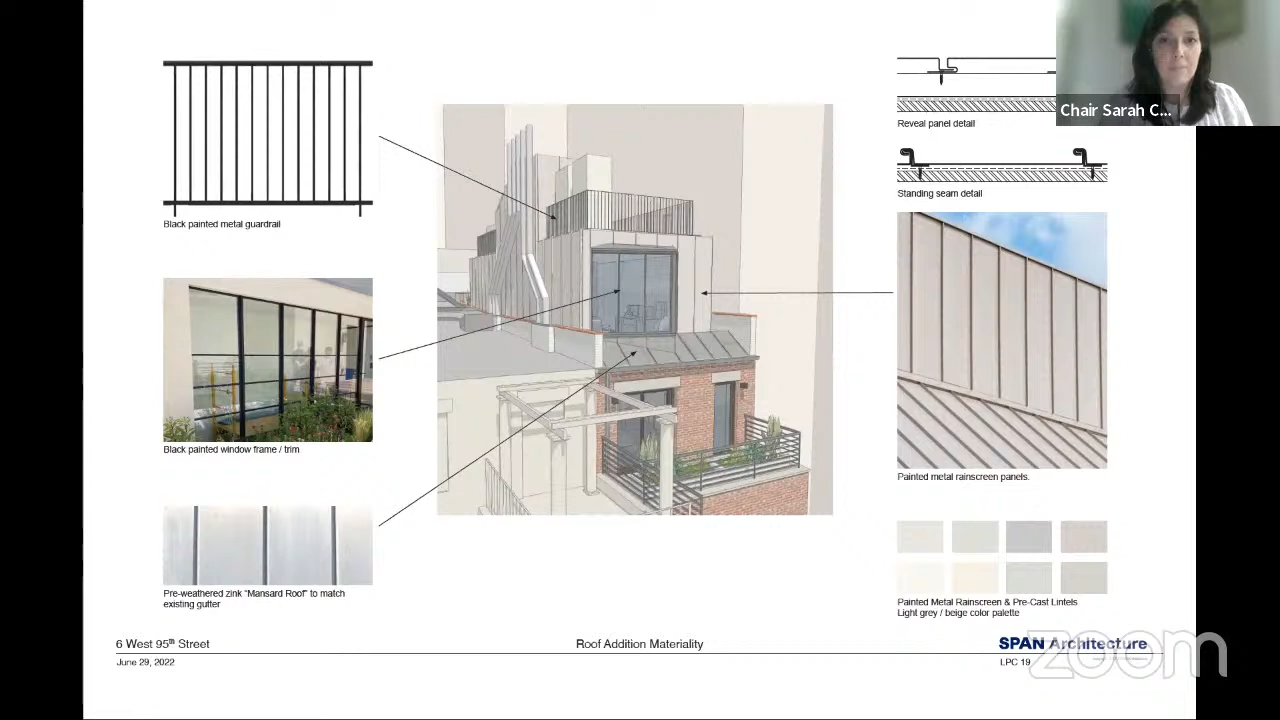 Chair Sarah C...
Reveal panel detail
Standing seam detail
Black painted metal guardrail
Black painted window frame / trim
Painted metal rainscreen panels.
Pre-weathered zink "Mansard Roof" to match
existing gutter
Painted Metal Rainscreen & Pre-Cast Lintels
Light grey / beige color palette
6 West 95th Street
Roof Addition Materiality
SPAN Architecture
June 29, 2022
LPC 19
zoom